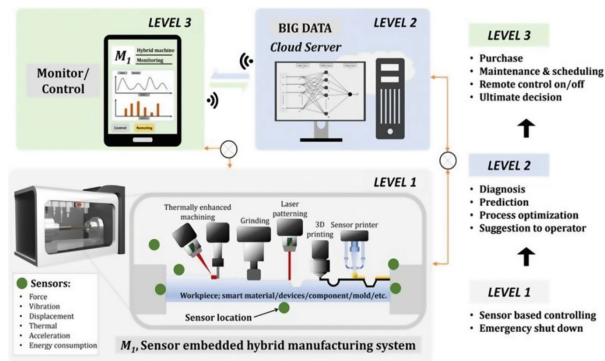 LEVEL 3
M1 Hybrid machine
Monitoring
Monitor/
Control
Control
Remoting
LEVEL 2
BIG DATA
Cloud Server
LEVEL 1
Thermally enhanced
machining
Grinding
Laser
patterning
3D
printing
Sensor printer
Workpiece; smart material/devices/component/mold/etc.
Sensor location
M1, Sensor embedded hybrid manufacturing system
Sensors:
• Force
• Vibration
• Displacement
• Thermal
• Acceleration
• Energy consumption
LEVEL 3
• Purchase
• Maintenance & scheduling
• Remote control on/off
• Ultimate decision
LEVEL 2
• Diagnosis
• Prediction
• Process optimization
• Suggestion to operator
LEVEL 1
• Sensor based controlling
• Emergency shut down